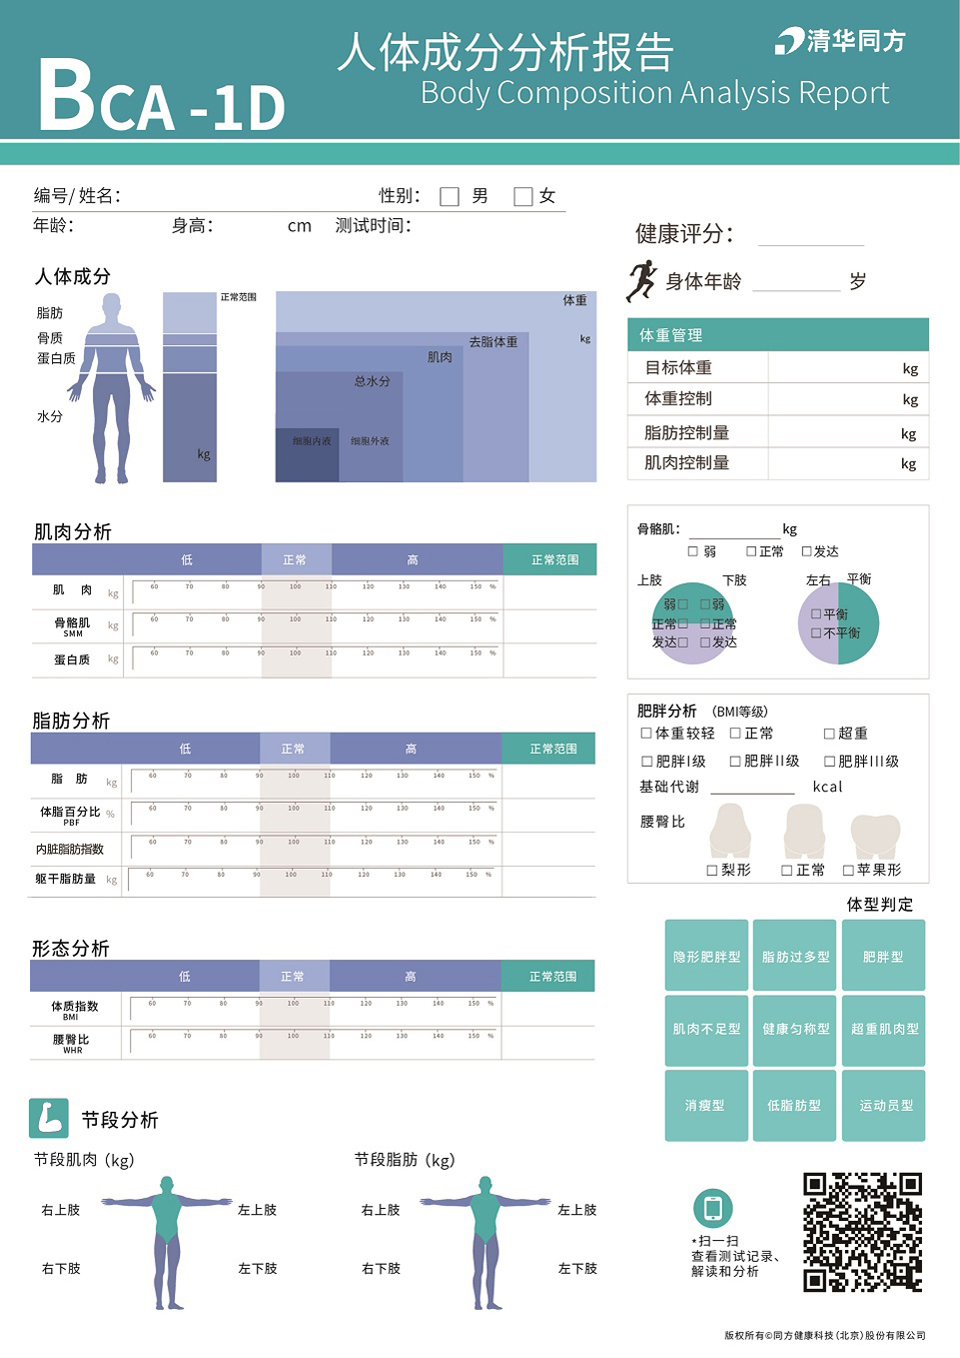 人体成分分析报告
清华同方
BCA -1D
Body Composition Analysis Report
编号/ 姓名：
性别： □ 男 □ 女
年龄： 身高： cm 测试时间：
健康评分：
身体年龄 岁
人体成分
脂肪
骨质
蛋白质
水分
正常范围
kg
体重
kg
去脂体重
肌肉
总水分
细胞内液 细胞外液
体重管理
目标体重 kg
体重控制 kg
脂肪控制量 kg
肌肉控制量 kg
肌肉分析
低 正常 高 正常范围
肌 肉 kg 60 70 80 90 100 110 120 130 140 150 %
骨骼肌 kg 60 70 80 90 100 110 120 130 140 150 %
SMM
蛋白质 kg 60 70 80 90 100 110 120 130 140 150 %
骨骼肌： kg
□ 弱 □ 正常 □ 发达
上肢 下肢 左右 平衡
弱□ □弱
正常□ □正常
发达□ □发达
□平衡
□不平衡
脂肪分析
低 正常 高 正常范围
脂 肪 kg 60 70 80 90 100 110 120 130 140 150 %
体脂百分比 % 60 70 80 90 100 110 120 130 140 150 %
PBF
内脏脂肪指数 60 70 80 90 100 110 120 130 140 150 %
躯干脂肪量 kg 60 70 80 90 100 110 120 130 140 150 %
肥胖分析 （BMI等级）
□ 体重较轻 □ 正常 □ 超重
□ 肥胖I级 □ 肥胖II级 □ 肥胖III级
基础代谢 kcal
腰臀比
□ 梨形 □ 正常 □ 苹果形
形态分析
低 正常 高 正常范围
体质指数 60 70 80 90 100 110 120 130 140 150 %
BMI
腰臀比 60 70 80 90 100 110 120 130 140 150 %
WHR
体型判定
隐形肥胖型 脂肪过多型 肥胖型
肌肉不足型 健康匀称型 超重肌肉型
消瘦型 低脂肪型 运动员型
节段分析
节段肌肉（kg）
右上肢 左上肢
右下肢 左下肢
节段脂肪（kg）
右上肢 左上肢
右下肢 左下肢
*扫一扫
查看测试记录、
解读和分析
版权所有©同方健康科技（北京）股份有限公司